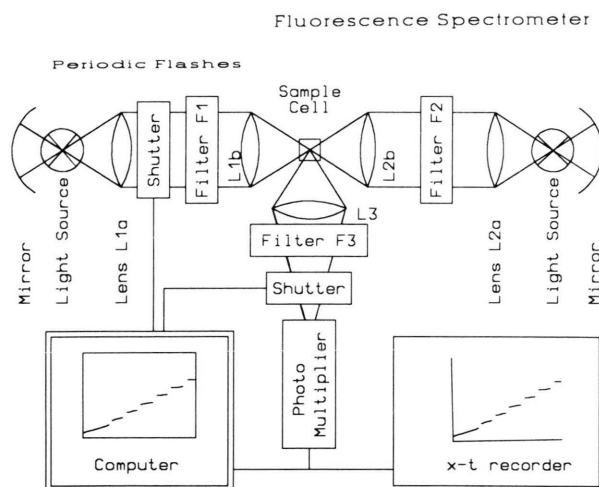 Fluorescence Spectrometer
Periodic Flashes
Sample
Cell
Mirror
Light Source
Lens L1a
Shutter
Filter F1
L1b
L2b
Filter F2
Lens L2a
Light Source
Mirror
L3
Filter F3
Shutter
Photo
Multiplier
Computer
x-t recorder